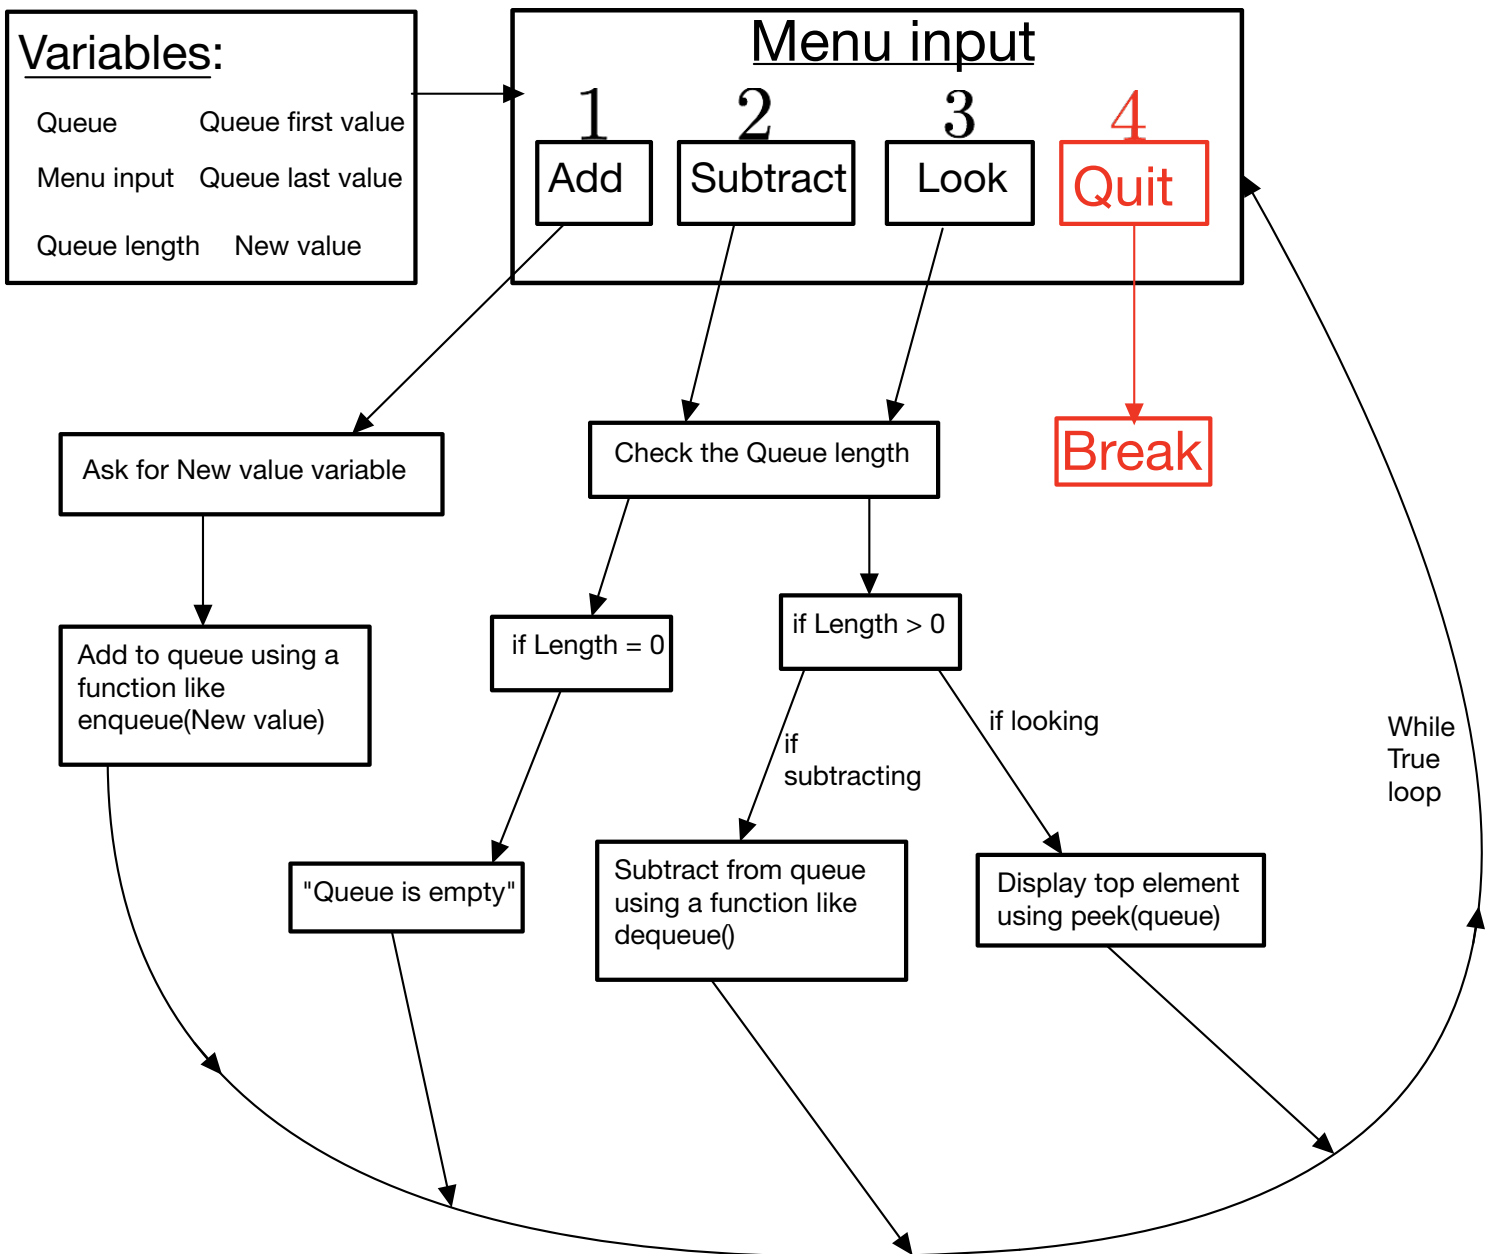 Variables:
Queue
Queue first value
Menu input
Queue last value
Queue length
New value
Menu input
1
2
3
4
Add
Subtract
Look
Quit
Ask for New value variable
Check the Queue length
Break
Add to queue using a
function like
enqueue(New value)
if Length = 0
if Length > 0
if
subtracting
if looking
While
True
loop
"Queue is empty"
Subtract from queue
using a function like
dequeue()
Display top element
using peek(queue)